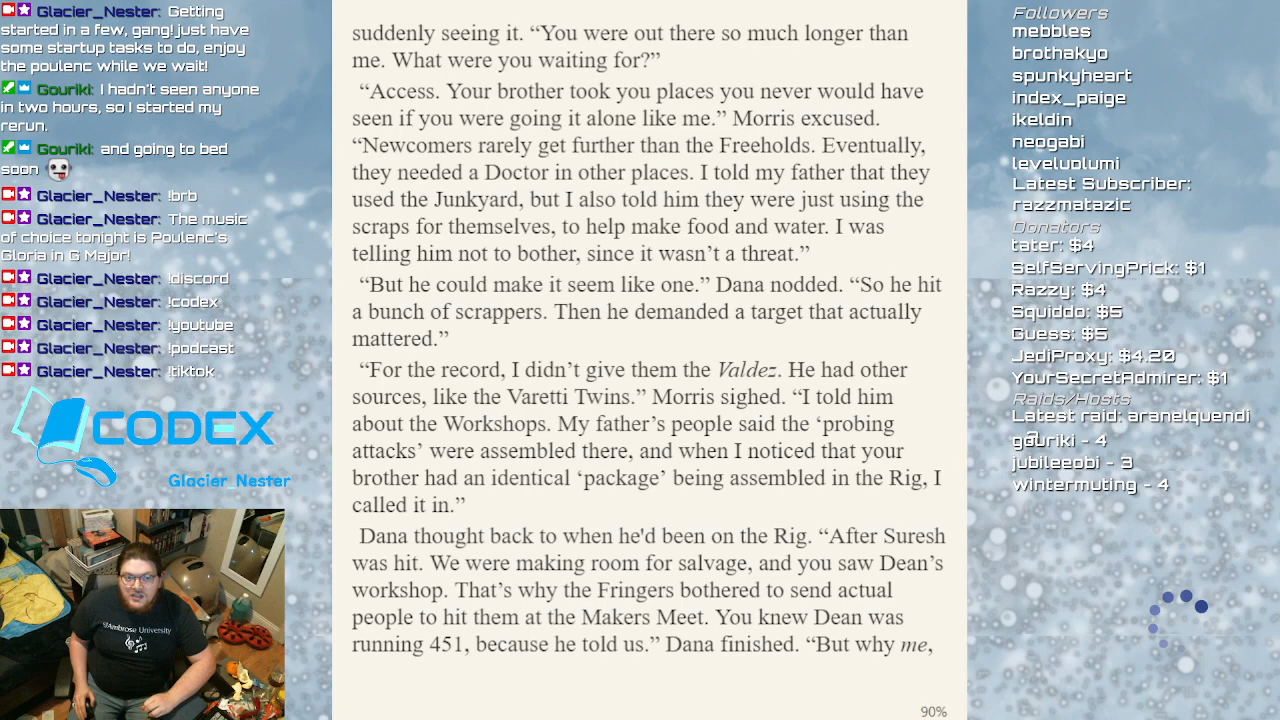 Glacier_Nester: Getting
started in a few, gang! just have
some startup tasks to do, enjoy
the poulenc while we wait!
Gouriki: I hadn't seen anyone
in two hours, so I started my
rerun.
Gouriki: and going to bed
soon
Glacier_Nester: !brb
Glacier_Nester: The music
of choice tonight is Poulenc's
Gloria in G Major!
Glacier_Nester: !discord
Glacier_Nester: !codex
Glacier_Nester: !youtube
Glacier_Nester: !podcast
Glacier_Nester: !tiktok
CODEX
Glacier_Nester
St.Ambrose University
suddenly seeing it. “You were out there so much longer than
me. What were you waiting for?”
“Access. Your brother took you places you never would have
seen if you were going it alone like me.” Morris excused.
“Newcomers rarely get further than the Freeholds. Eventually,
they needed a Doctor in other places. I told my father that they
used the Junkyard, but I also told him they were just using the
scraps for themselves, to help make food and water. I was
telling him not to bother, since it wasn’t a threat.”
“But he could make it seem like one.” Dana nodded. “So he hit
a bunch of scrappers. Then he demanded a target that actually
mattered.”
“For the record, I didn’t give them the Valdez. He had other
sources, like the Varetti Twins.” Morris sighed. “I told him
about the Workshops. My father’s people said the ‘probing
attacks’ were assembled there, and when I noticed that your
brother had an identical ‘package’ being assembled in the Rig, I
called it in.”
Dana thought back to when he'd been on the Rig. “After Suresh
was hit. We were making room for salvage, and you saw Dean’s
workshop. That’s why the Fringers bothered to send actual
people to hit them at the Makers Meet. You knew Dean was
running 451, because he told us.” Dana finished. “But why me,
90%
Followers
mebbles
brothakyo
spunkyheart
index_paige
ikeldin
neogabi
leveluolumi
Latest Subscriber:
razzmatazic
Donators
tater: $4
SelfServingPrick: $1
Razzy: $4
Squiddo: $5
Guess: $5
JediProxy: $4.20
YourSecretAdmirer: $1
Raids/Hosts
Latest raid: aranelquendi
gouriki - 4
jubileeobi - 3
wintermuting - 4